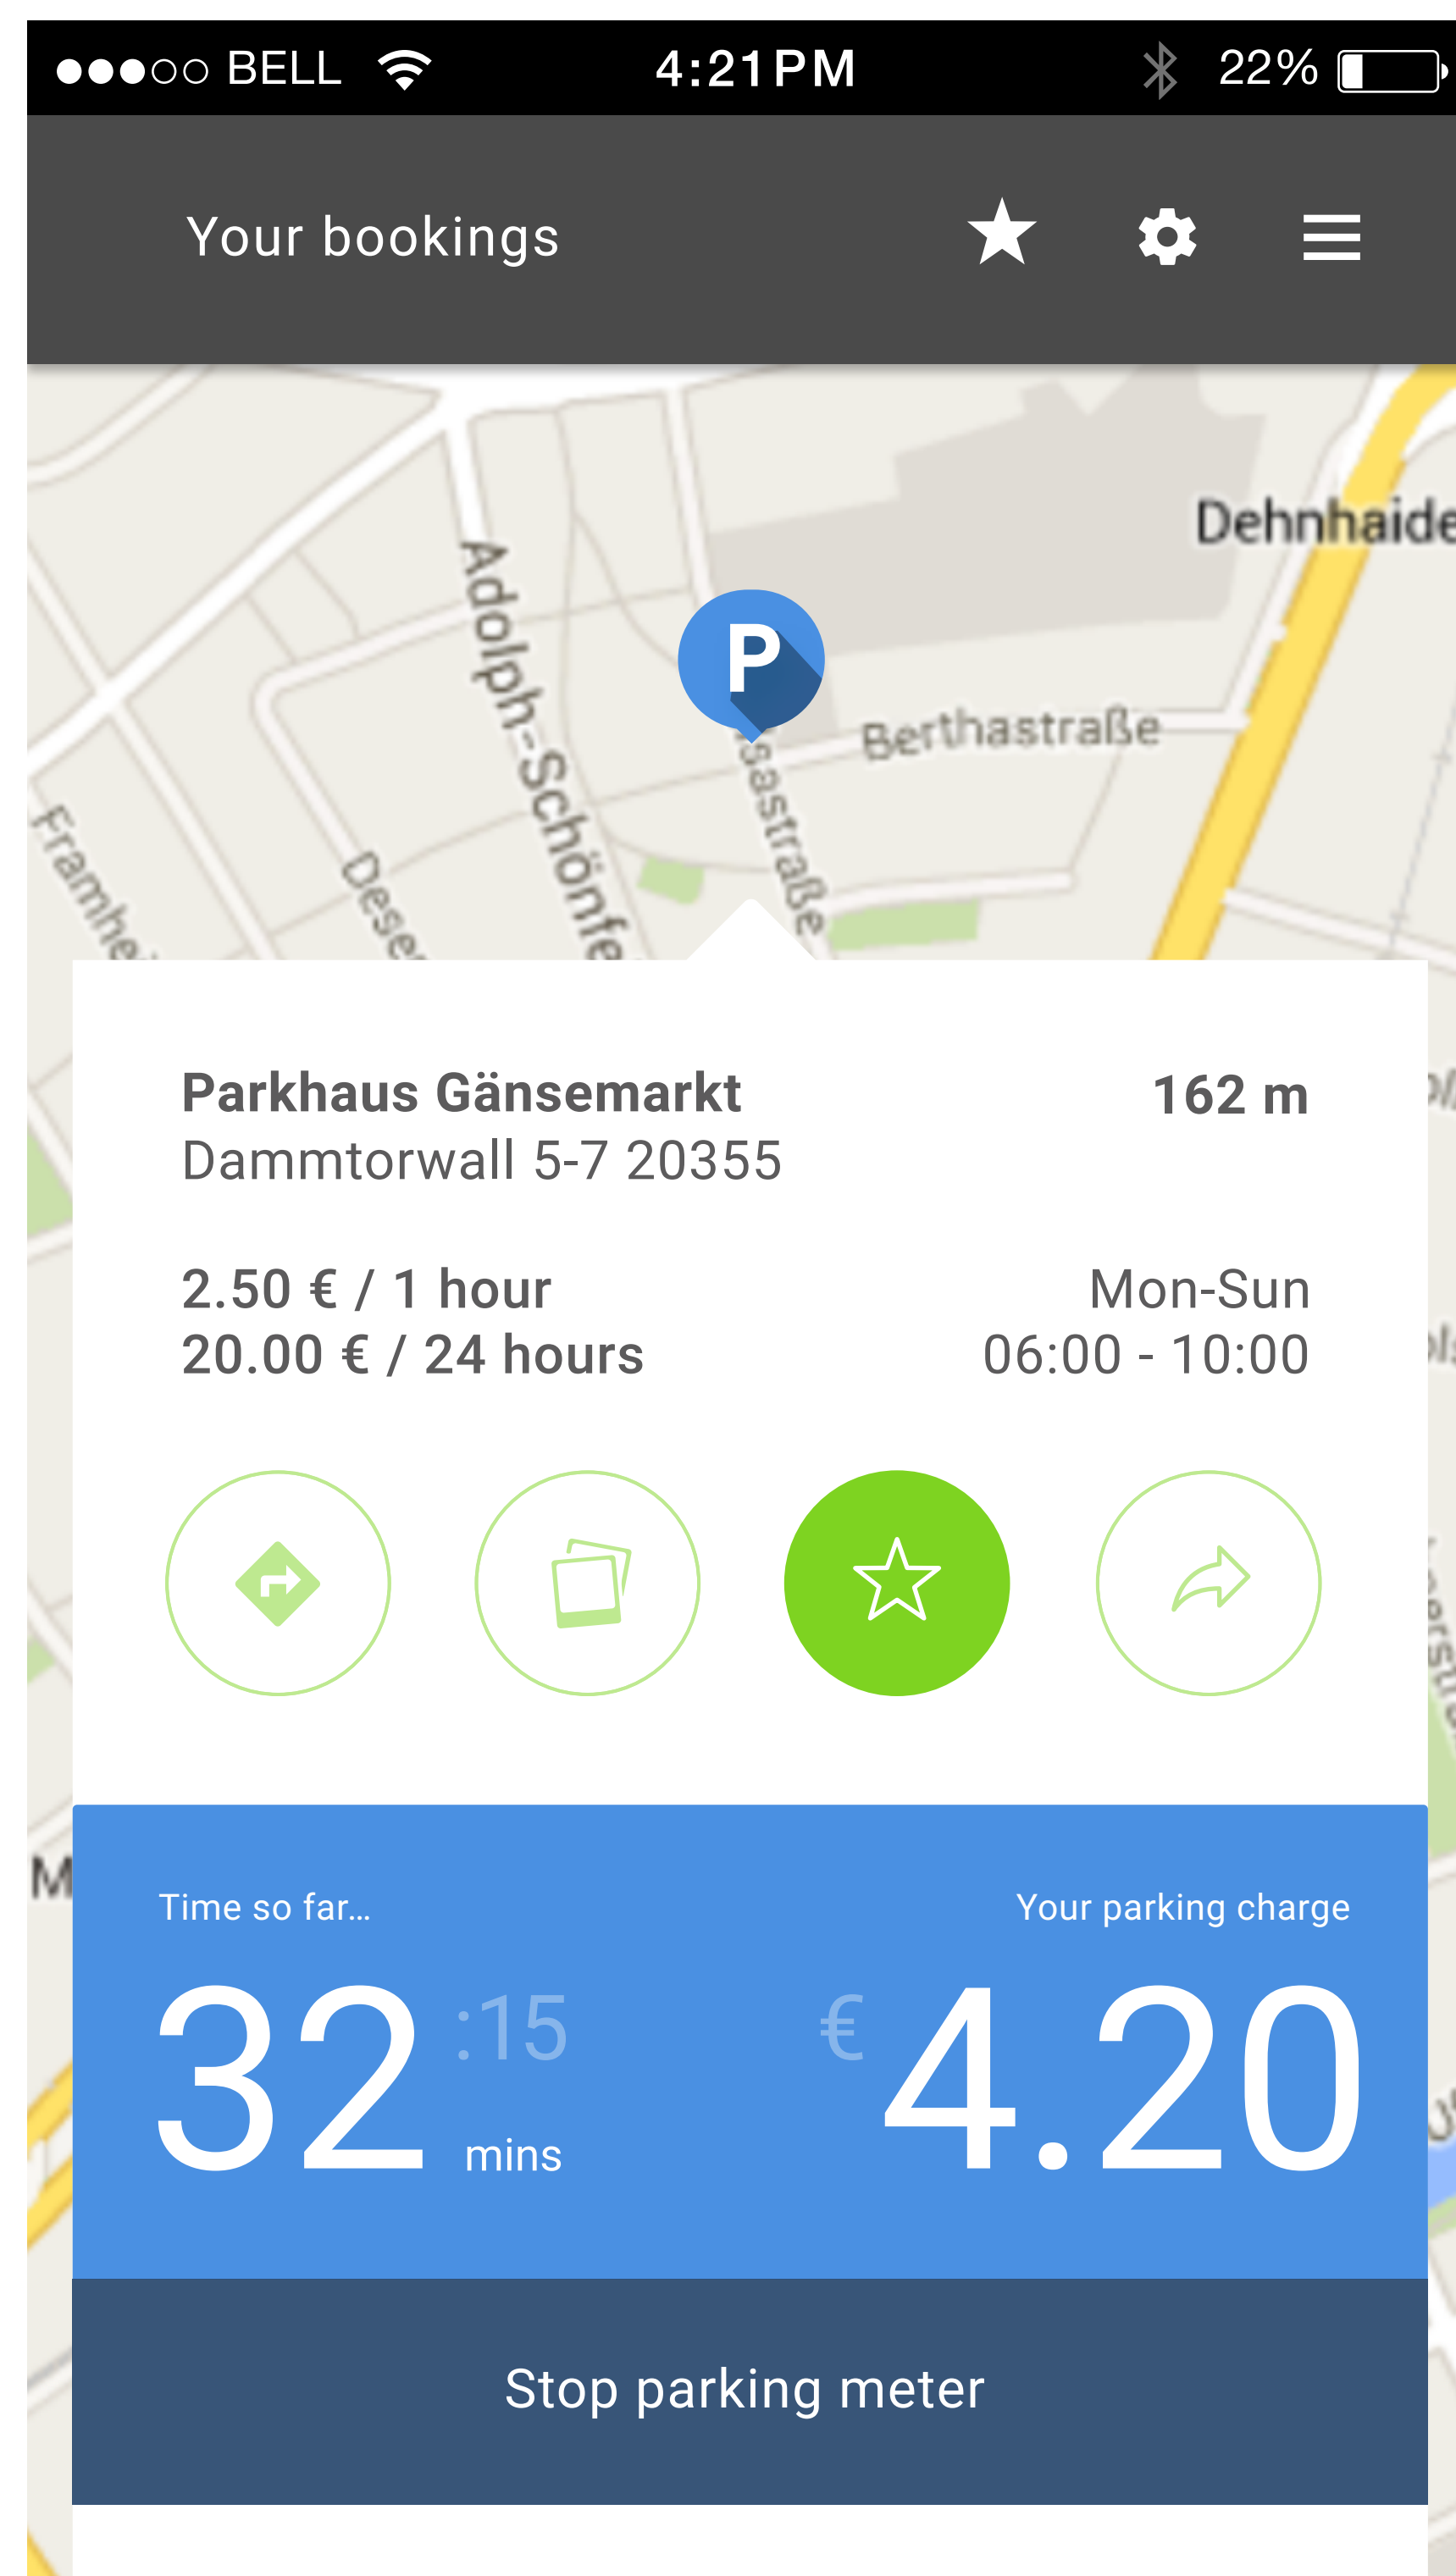 BELL 4:21PM 22%
Your bookings
Dehnhaide
Adolph-Schönfe
P
Berthastraße
sastraße
Framhei
Parkhaus Gänsemarkt 162 m
Dammtorwall 5-7 20355
2.50 € / 1 hour Mon-Sun
20.00 € / 24 hours 06:00 - 10:00
Time so far... Your parking charge
32 :15 mins € 4.20
Stop parking meter